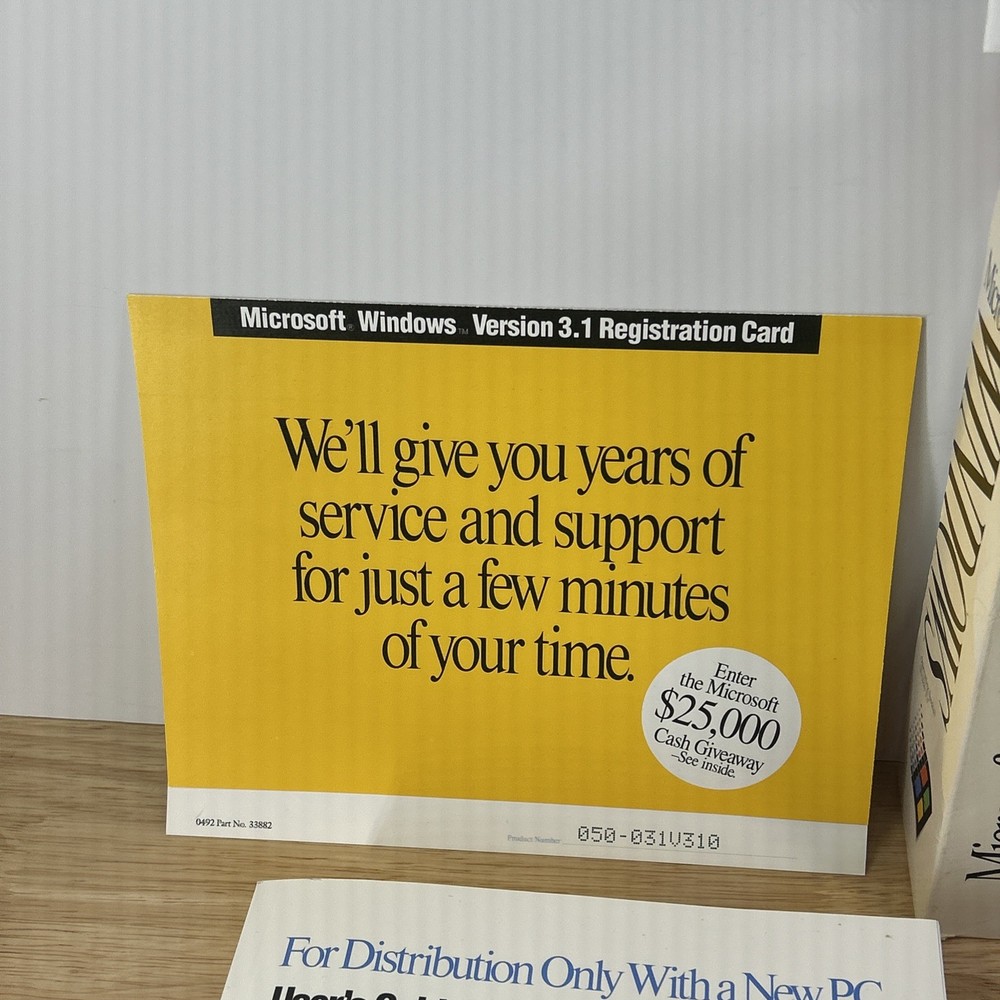 Microsoft® Windows™ Version 3.1 Registration Card
We'll give you years of
service and support
for just a few minutes
of your time.
Enter
the Microsoft
$25,000
Cash Giveaway
–See inside.
0492 Part No. 33882
Product Number 050-031V310
For Distribution Only With a New PC
User's
WINDOWS